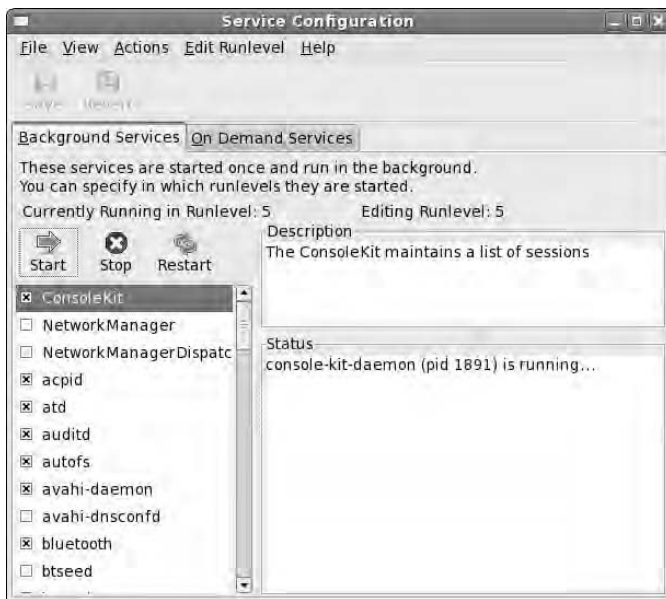 Service Configuration
File View Actions Edit Runlevel Help
Save Revert
Background Services On Demand Services
These services are started once and run in the background.
You can specify in which runlevels they are started.
Currently Running in Runlevel: 5 Editing Runlevel: 5
Start Stop Restart
Description
The ConsoleKit maintains a list of sessions
ConsoleKit
NetworkManager
NetworkManagerDispatc
acpid
atd
auditd
autofs
avahi-daemon
avahi-dnsconfd
bluetooth
btseed
Status
console-kit-daemon (pid 1891) is running...